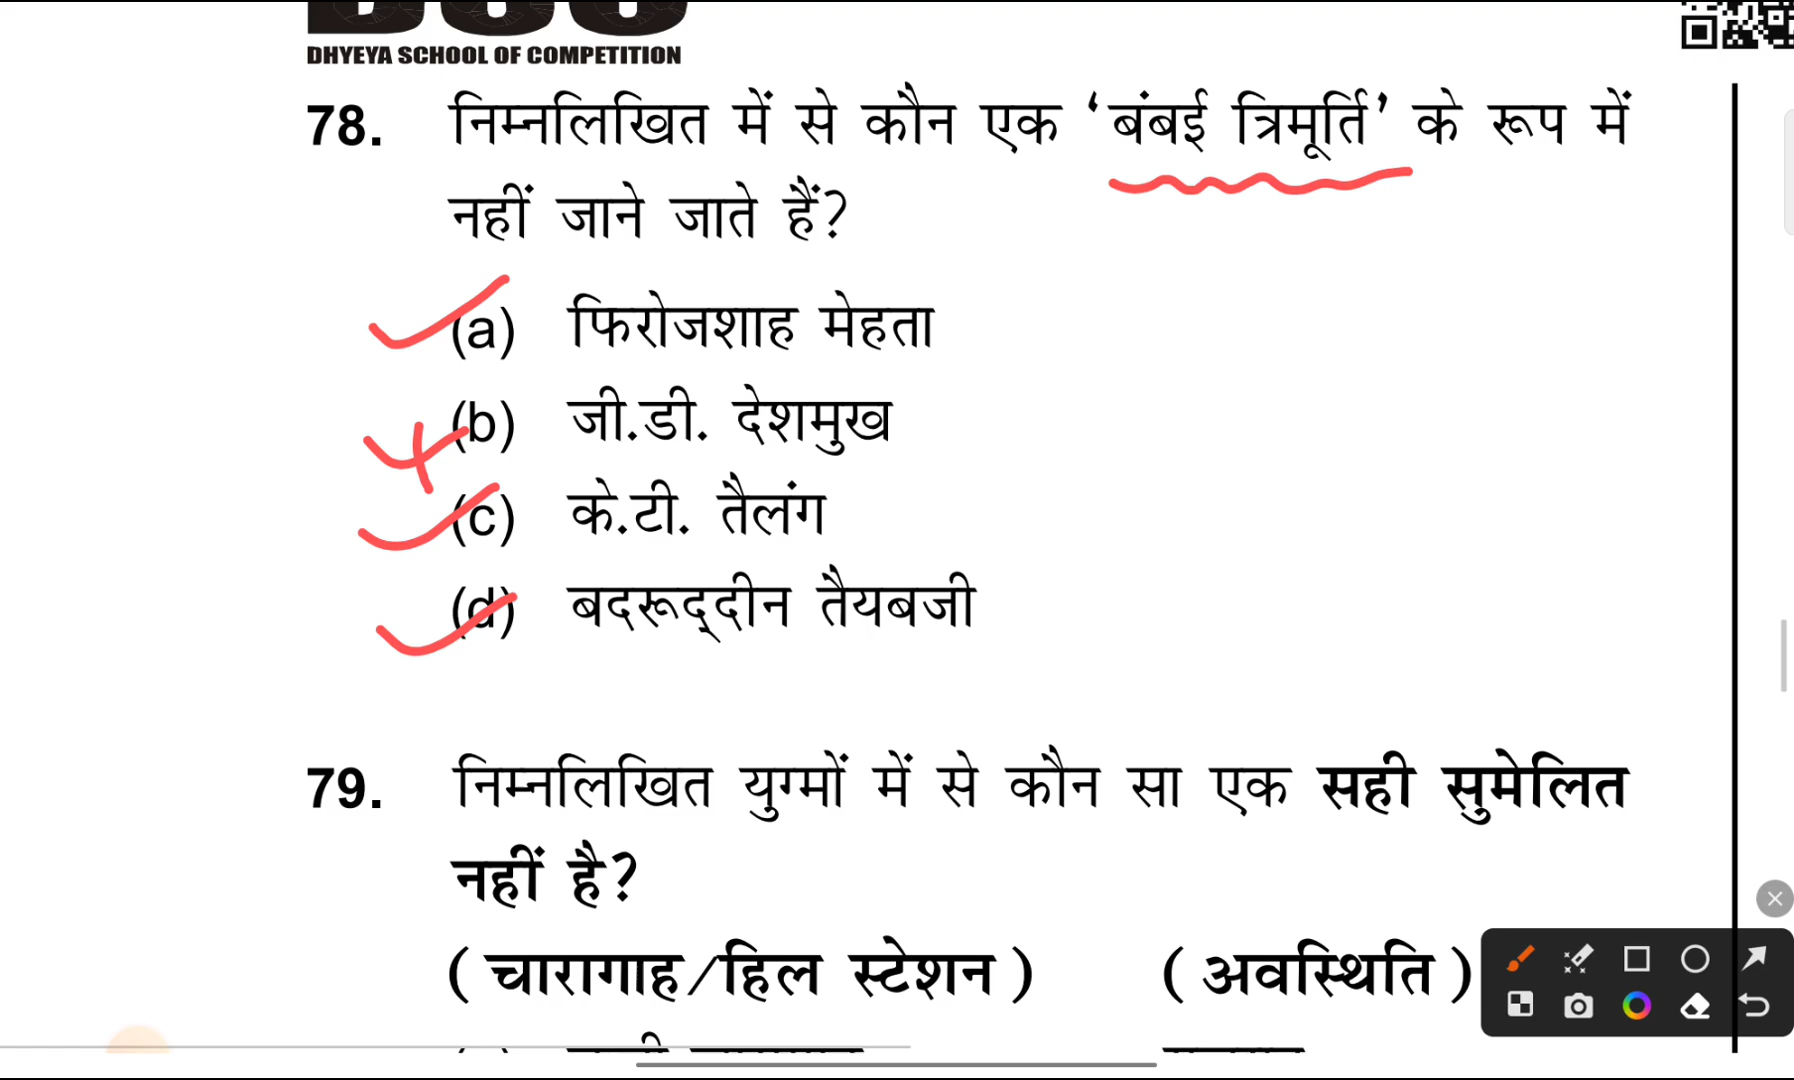 DHYEYA SCHOOL OF COMPETITION
78. निम्नलिखित में से कौन एक ‘बंबई त्रिमूर्ति’ के रूप में
नहीं जाने जाते हैं?
(a) फिरोजशाह मेहता
(b) जी.डी. देशमुख
(c) के.टी. तैलंग
(d) बदरूद्‌दीन तैयबजी
79. निम्नलिखित युग्मों में से कौन सा एक सही सुमेलित
नहीं है?
(चारागाह/हिल स्टेशन) (अवस्थिति)